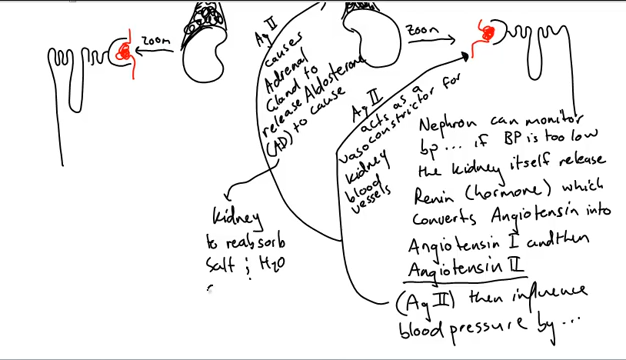 Zoom
Ag II
causes
Adrenal
Gland to
release Aldosterone
(AD) to cause
Kidney
to reabsorb
salt ; H2O
Zoom
Ag II
acts as a
vasoconstrictor for
kidney
blood
vessels
Nephron can monitor
bp ... if BP is too low
the kidney itself release
Renin (hormone) which
converts Angiotensin into
Angiotensin I and then
Angiotensin II
(Ag II) then influence
blood pressure by ...